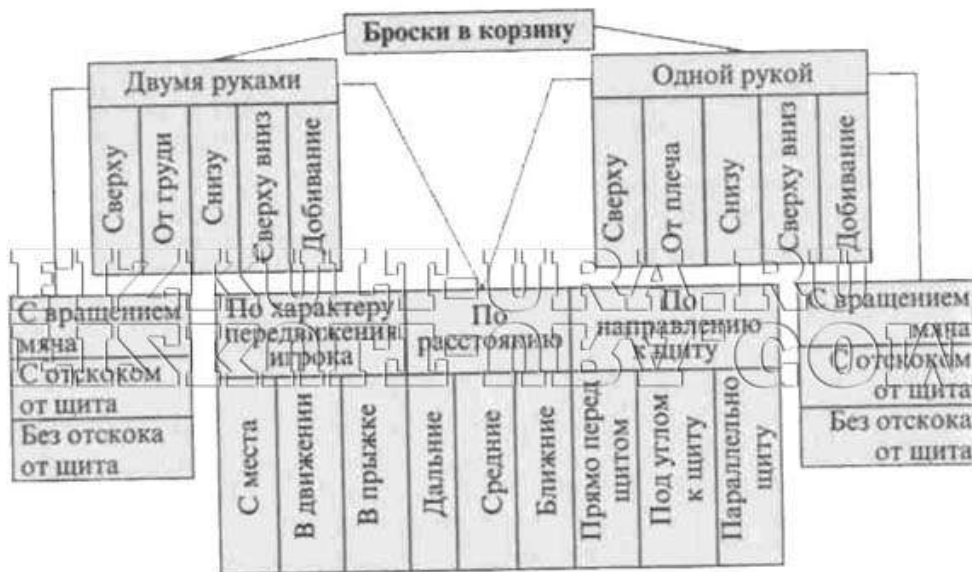 Броски в корзину
Двумя руками
Сверху
От груди
Снизу
Сверху вниз
Добивание
Одной рукой
Сверху
От плеча
Снизу
Сверху вниз
Добивание
С вращением
мяча
С отскоком
от щита
Без отскока
от щита
По характеру
передвижения
игрока
С места
В движении
В прыжке
По
расстоянию
Дальние
Средние
Ближние
По
направлению
к щиту
Прямо перед
щитом
Под углом
к щиту
Параллельно
щиту
С вращением
мяча
С отскоком
от щита
Без отскока
от щита